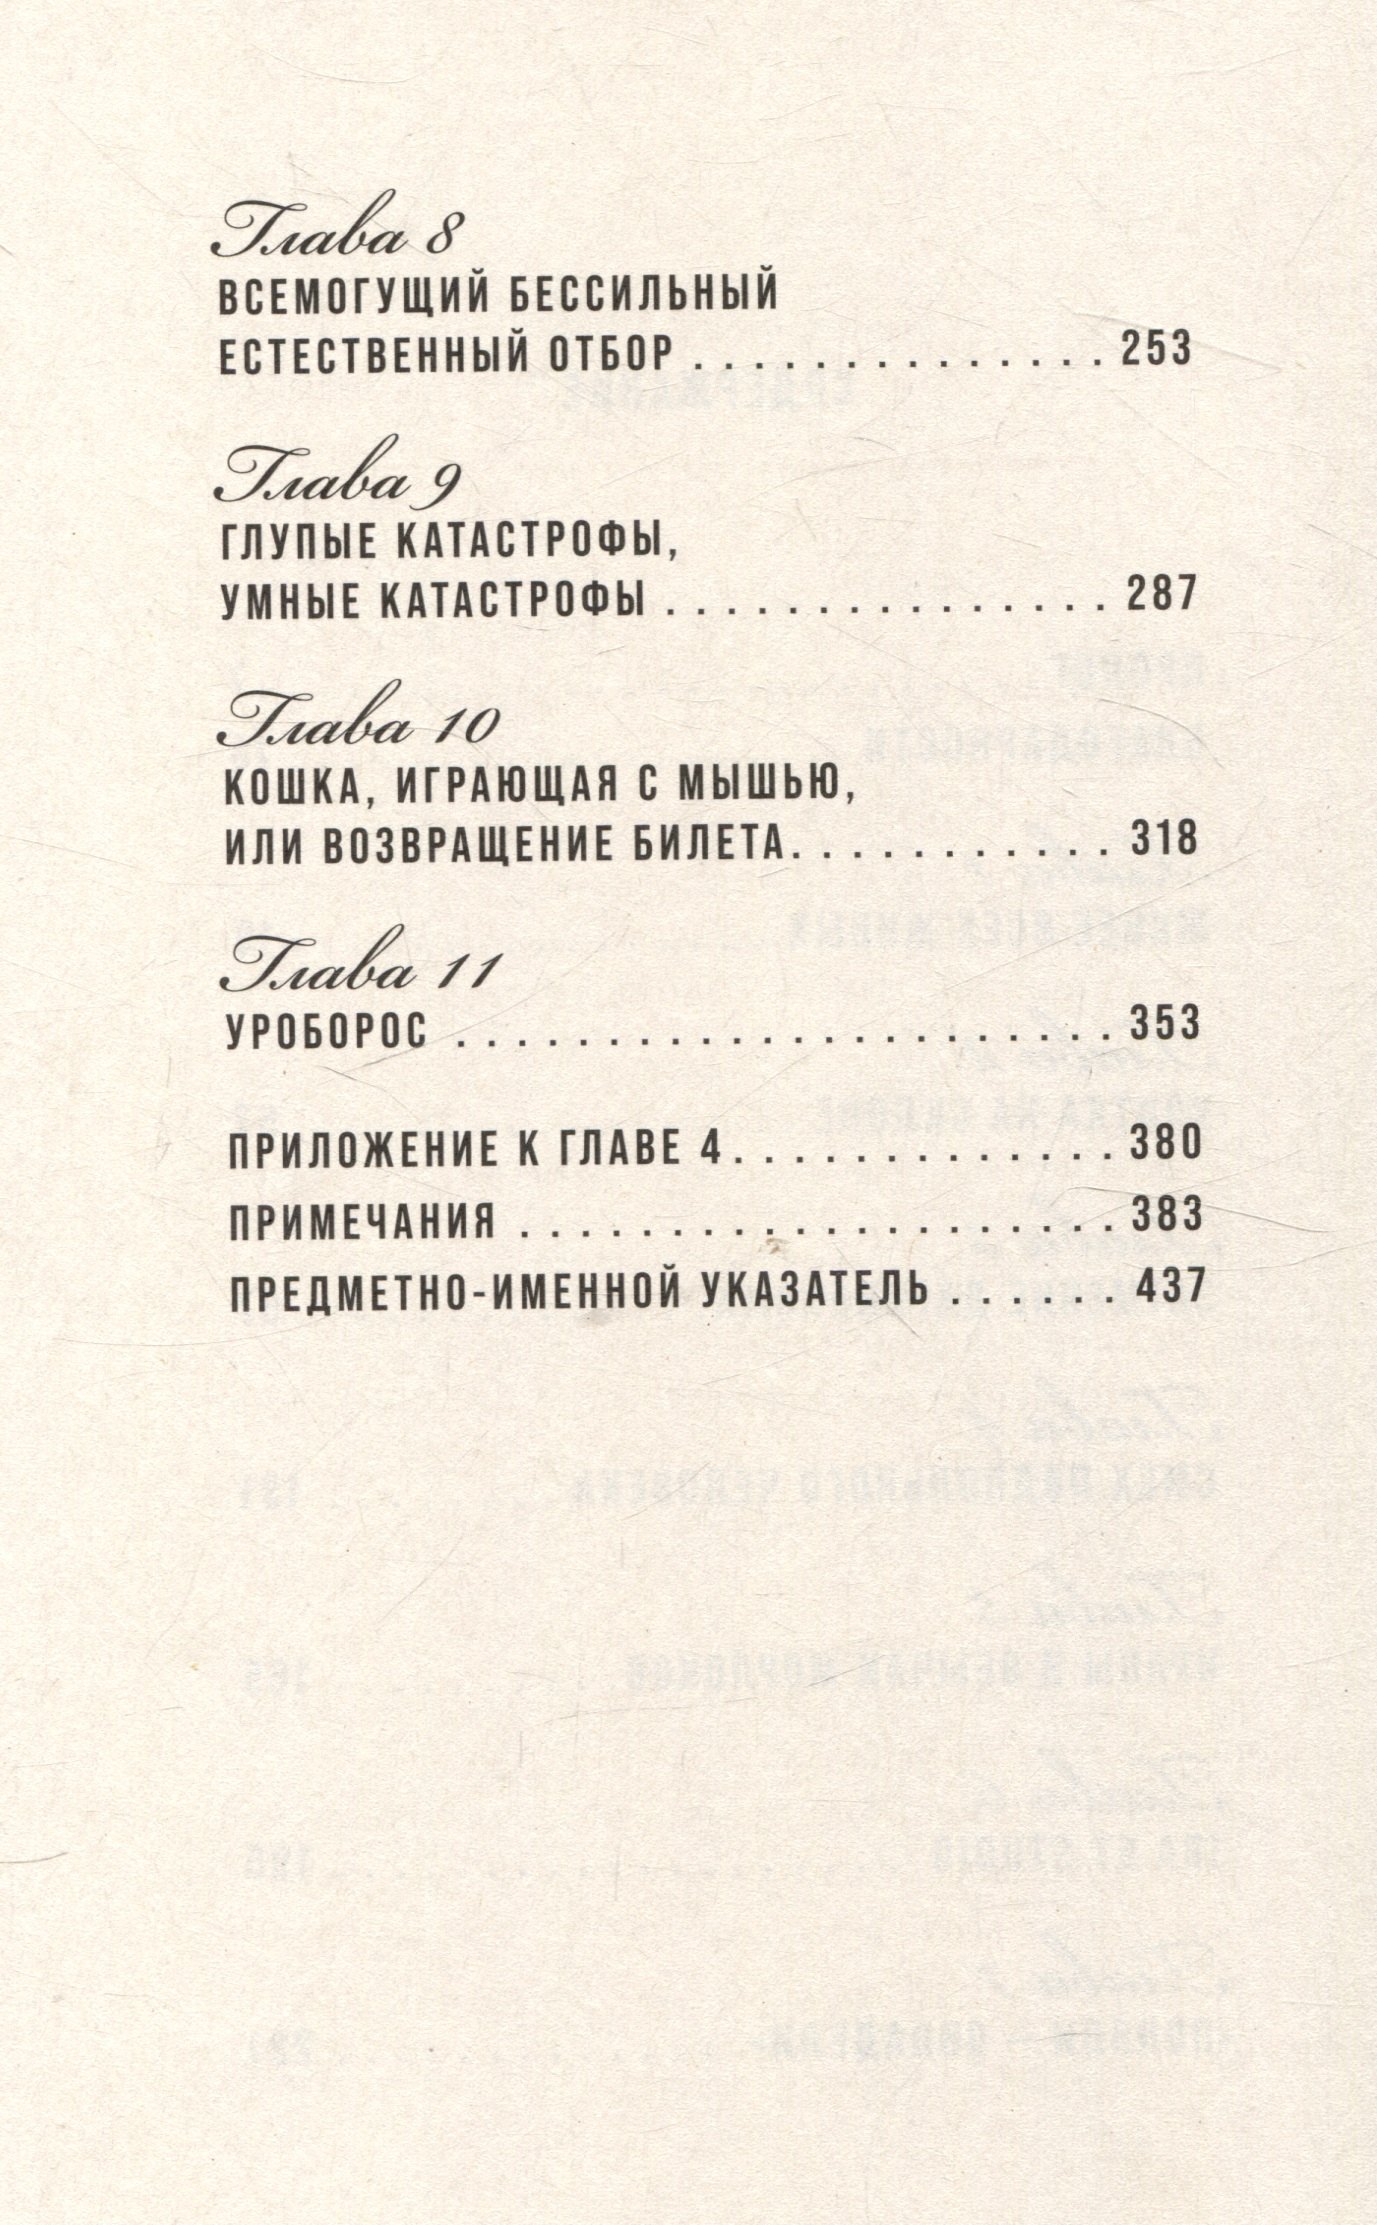 Глава 8
ВСЕМОГУЩИЙ БЕССИЛЬНЫЙ
ЕСТЕСТВЕННЫЙ ОТБОР . . . . . . . . . . . . . . 253
Глава 9
ГЛУПЫЕ КАТАСТРОФЫ,
УМНЫЕ КАТАСТРОФЫ . . . . . . . . . . . . . . . 287
Глава 10
КОШКА, ИГРАЮЩАЯ С МЫШЬЮ,
ИЛИ ВОЗВРАЩЕНИЕ БИЛЕТА. . . . . . . . . . . 318
Глава 11
УРОБОРОС . . . . . . . . . . . . . . . . . . . . . . 353
ПРИЛОЖЕНИЕ К ГЛАВЕ 4. . . . . . . . . . . . . 380
ПРИМЕЧАНИЯ . . . . . . . . . . . . . . . . . . . . 383
ПРЕДМЕТНО-ИМЕННОЙ УКАЗАТЕЛЬ . . . . . . 437